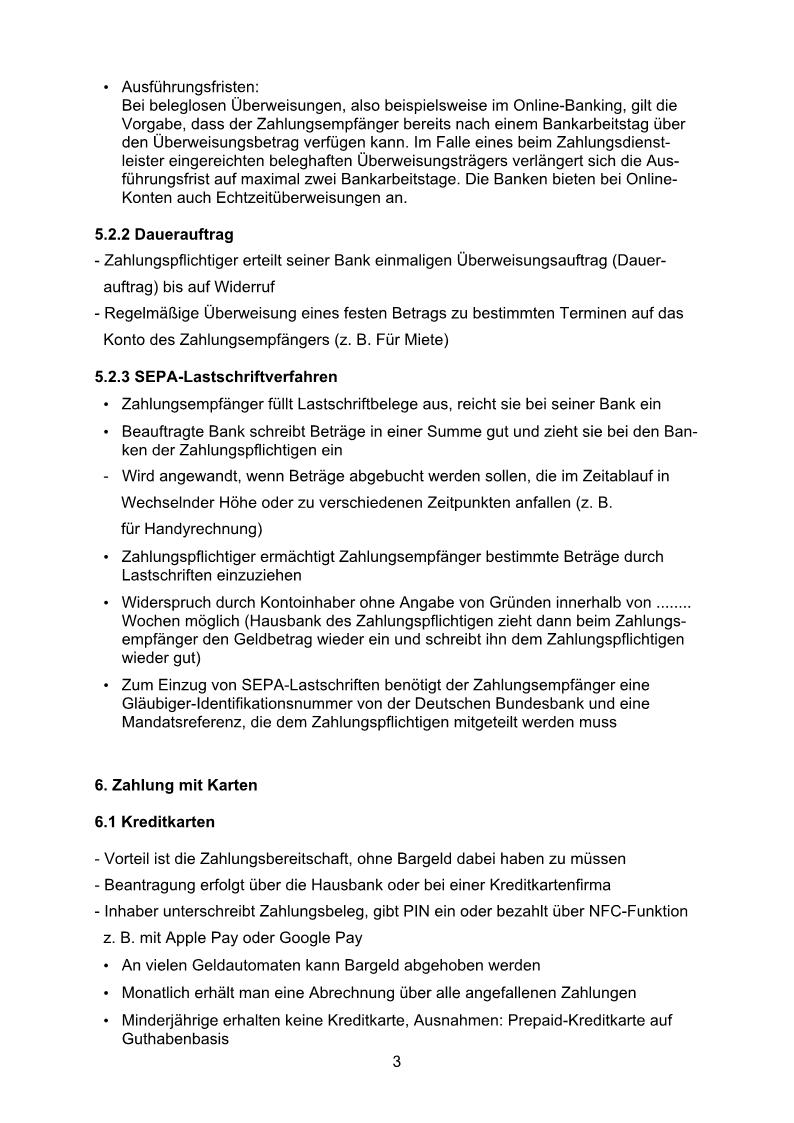 • Ausführungsfristen:
Bei beleglosen Überweisungen, also beispielsweise im Online-Banking, gilt die
Vorgabe, dass der Zahlungsempfänger bereits nach einem Bankarbeitstag über
den Überweisungsbetrag verfügen kann. Im Falle eines beim Zahlungsdienst-
leister eingereichten beleghaften Überweisungsträgers verlängert sich die Aus-
führungsfrist auf maximal zwei Bankarbeitstage. Die Banken bieten bei Online-
Konten auch Echtzeitüberweisungen an.
5.2.2 Dauerauftrag
- Zahlungspflichtiger erteilt seiner Bank einmaligen Überweisungsauftrag (Dauer-
auftrag) bis auf Widerruf
- Regelmäßige Überweisung eines festen Betrags zu bestimmten Terminen auf das
Konto des Zahlungsempfängers (z. B. Für Miete)
5.2.3 SEPA-Lastschriftverfahren
• Zahlungsempfänger füllt Lastschriftbelege aus, reicht sie bei seiner Bank ein
• Beauftragte Bank schreibt Beträge in einer Summe gut und zieht sie bei den Ban-
ken der Zahlungspflichtigen ein
- Wird angewandt, wenn Beträge abgebucht werden sollen, die im Zeitablauf in
Wechselnder Höhe oder zu verschiedenen Zeitpunkten anfallen (z. B.
für Handyrechnung)
• Zahlungspflichtiger ermächtigt Zahlungsempfänger bestimmte Beträge durch
Lastschriften einzuziehen
• Widerspruch durch Kontoinhaber ohne Angabe von Gründen innerhalb von ........
Wochen möglich (Hausbank des Zahlungspflichtigen zieht dann beim Zahlungs-
empfänger den Geldbetrag wieder ein und schreibt ihn dem Zahlungspflichtigen
wieder gut)
• Zum Einzug von SEPA-Lastschriften benötigt der Zahlungsempfänger eine
Gläubiger-Identifikationsnummer von der Deutschen Bundesbank und eine
Mandatsreferenz, die dem Zahlungspflichtigen mitgeteilt werden muss
6. Zahlung mit Karten
6.1 Kreditkarten
- Vorteil ist die Zahlungsbereitschaft, ohne Bargeld dabei haben zu müssen
- Beantragung erfolgt über die Hausbank oder bei einer Kreditkartenfirma
- Inhaber unterschreibt Zahlungsbeleg, gibt PIN ein oder bezahlt über NFC-Funktion
z. B. mit Apple Pay oder Google Pay
• An vielen Geldautomaten kann Bargeld abgehoben werden
• Monatlich erhält man eine Abrechnung über alle angefallenen Zahlungen
• Minderjährige erhalten keine Kreditkarte, Ausnahmen: Prepaid-Kreditkarte auf
Guthabenbasis
3